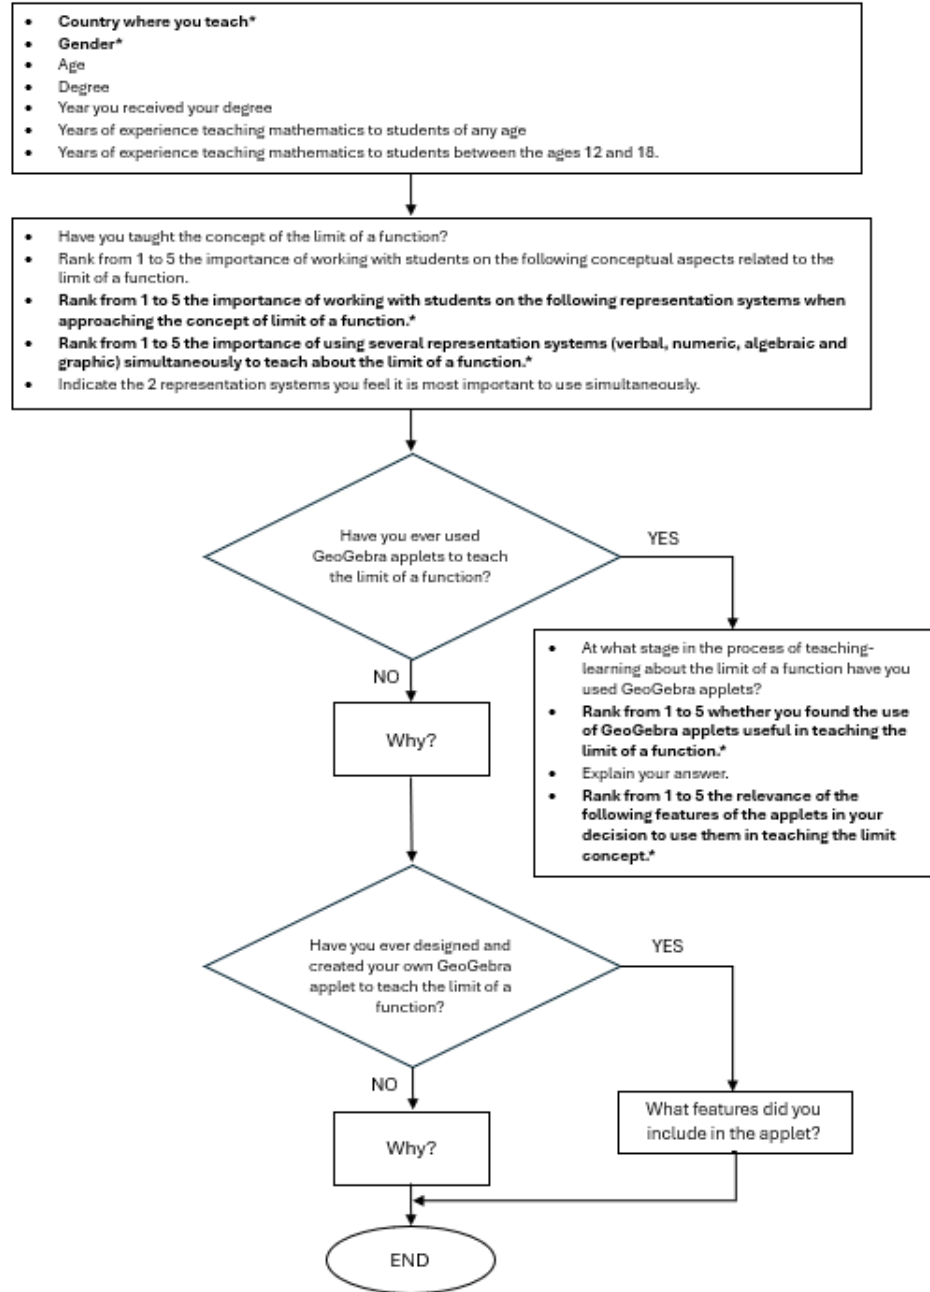 • Country where you teach*
• Gender*
• Age
• Degree
• Year you received your degree
• Years of experience teaching mathematics to students of any age
• Years of experience teaching mathematics to students between the ages 12 and 18.
• Have you taught the concept of the limit of a function?
• Rank from 1 to 5 the importance of working with students on the following conceptual aspects related to the
limit of a function.
• Rank from 1 to 5 the importance of working with students on the following representation systems when
approaching the concept of limit of a function.*
• Rank from 1 to 5 the importance of using several representation systems (verbal, numeric, algebraic and
graphic) simultaneously to teach about the limit of a function.*
• Indicate the 2 representation systems you feel it is most important to use simultaneously.
Have you ever used
GeoGebra applets to teach
the limit of a function?
YES
NO
Why?
• At what stage in the process of teaching-
learning about the limit of a function have you
used GeoGebra applets?
• Rank from 1 to 5 whether you found the use
of GeoGebra applets useful in teaching the
limit of a function.*
• Explain your answer.
• Rank from 1 to 5 the relevance of the
following features of the applets in your
decision to use them in teaching the limit
concept.*
Have you ever designed and
created your own GeoGebra
applet to teach the limit of a
function?
YES
NO
Why?
What features did you
include in the applet?
END